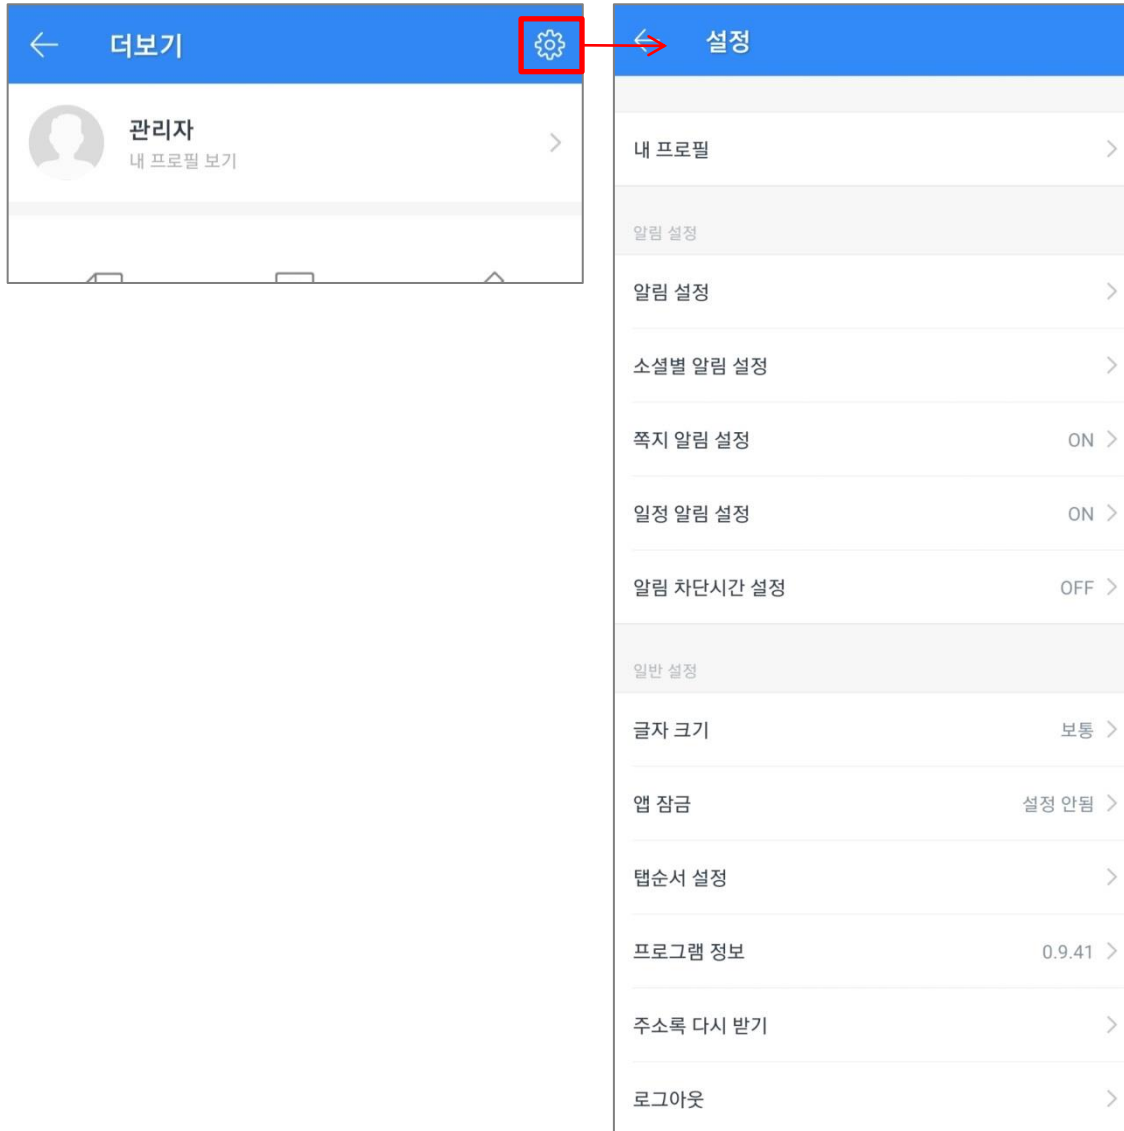 더보기
관리자
내 프로필 보기
설정
내 프로필
알림 설정
알림 설정
소셜별 알림 설정
쪽지 알림 설정 ON
일정 알림 설정 ON
알림 차단시간 설정 OFF
일반 설정
글자 크기 보통
앱 잠금 설정 안됨
탭순서 설정
프로그램 정보 0.9.41
주소록 다시 받기
로그아웃